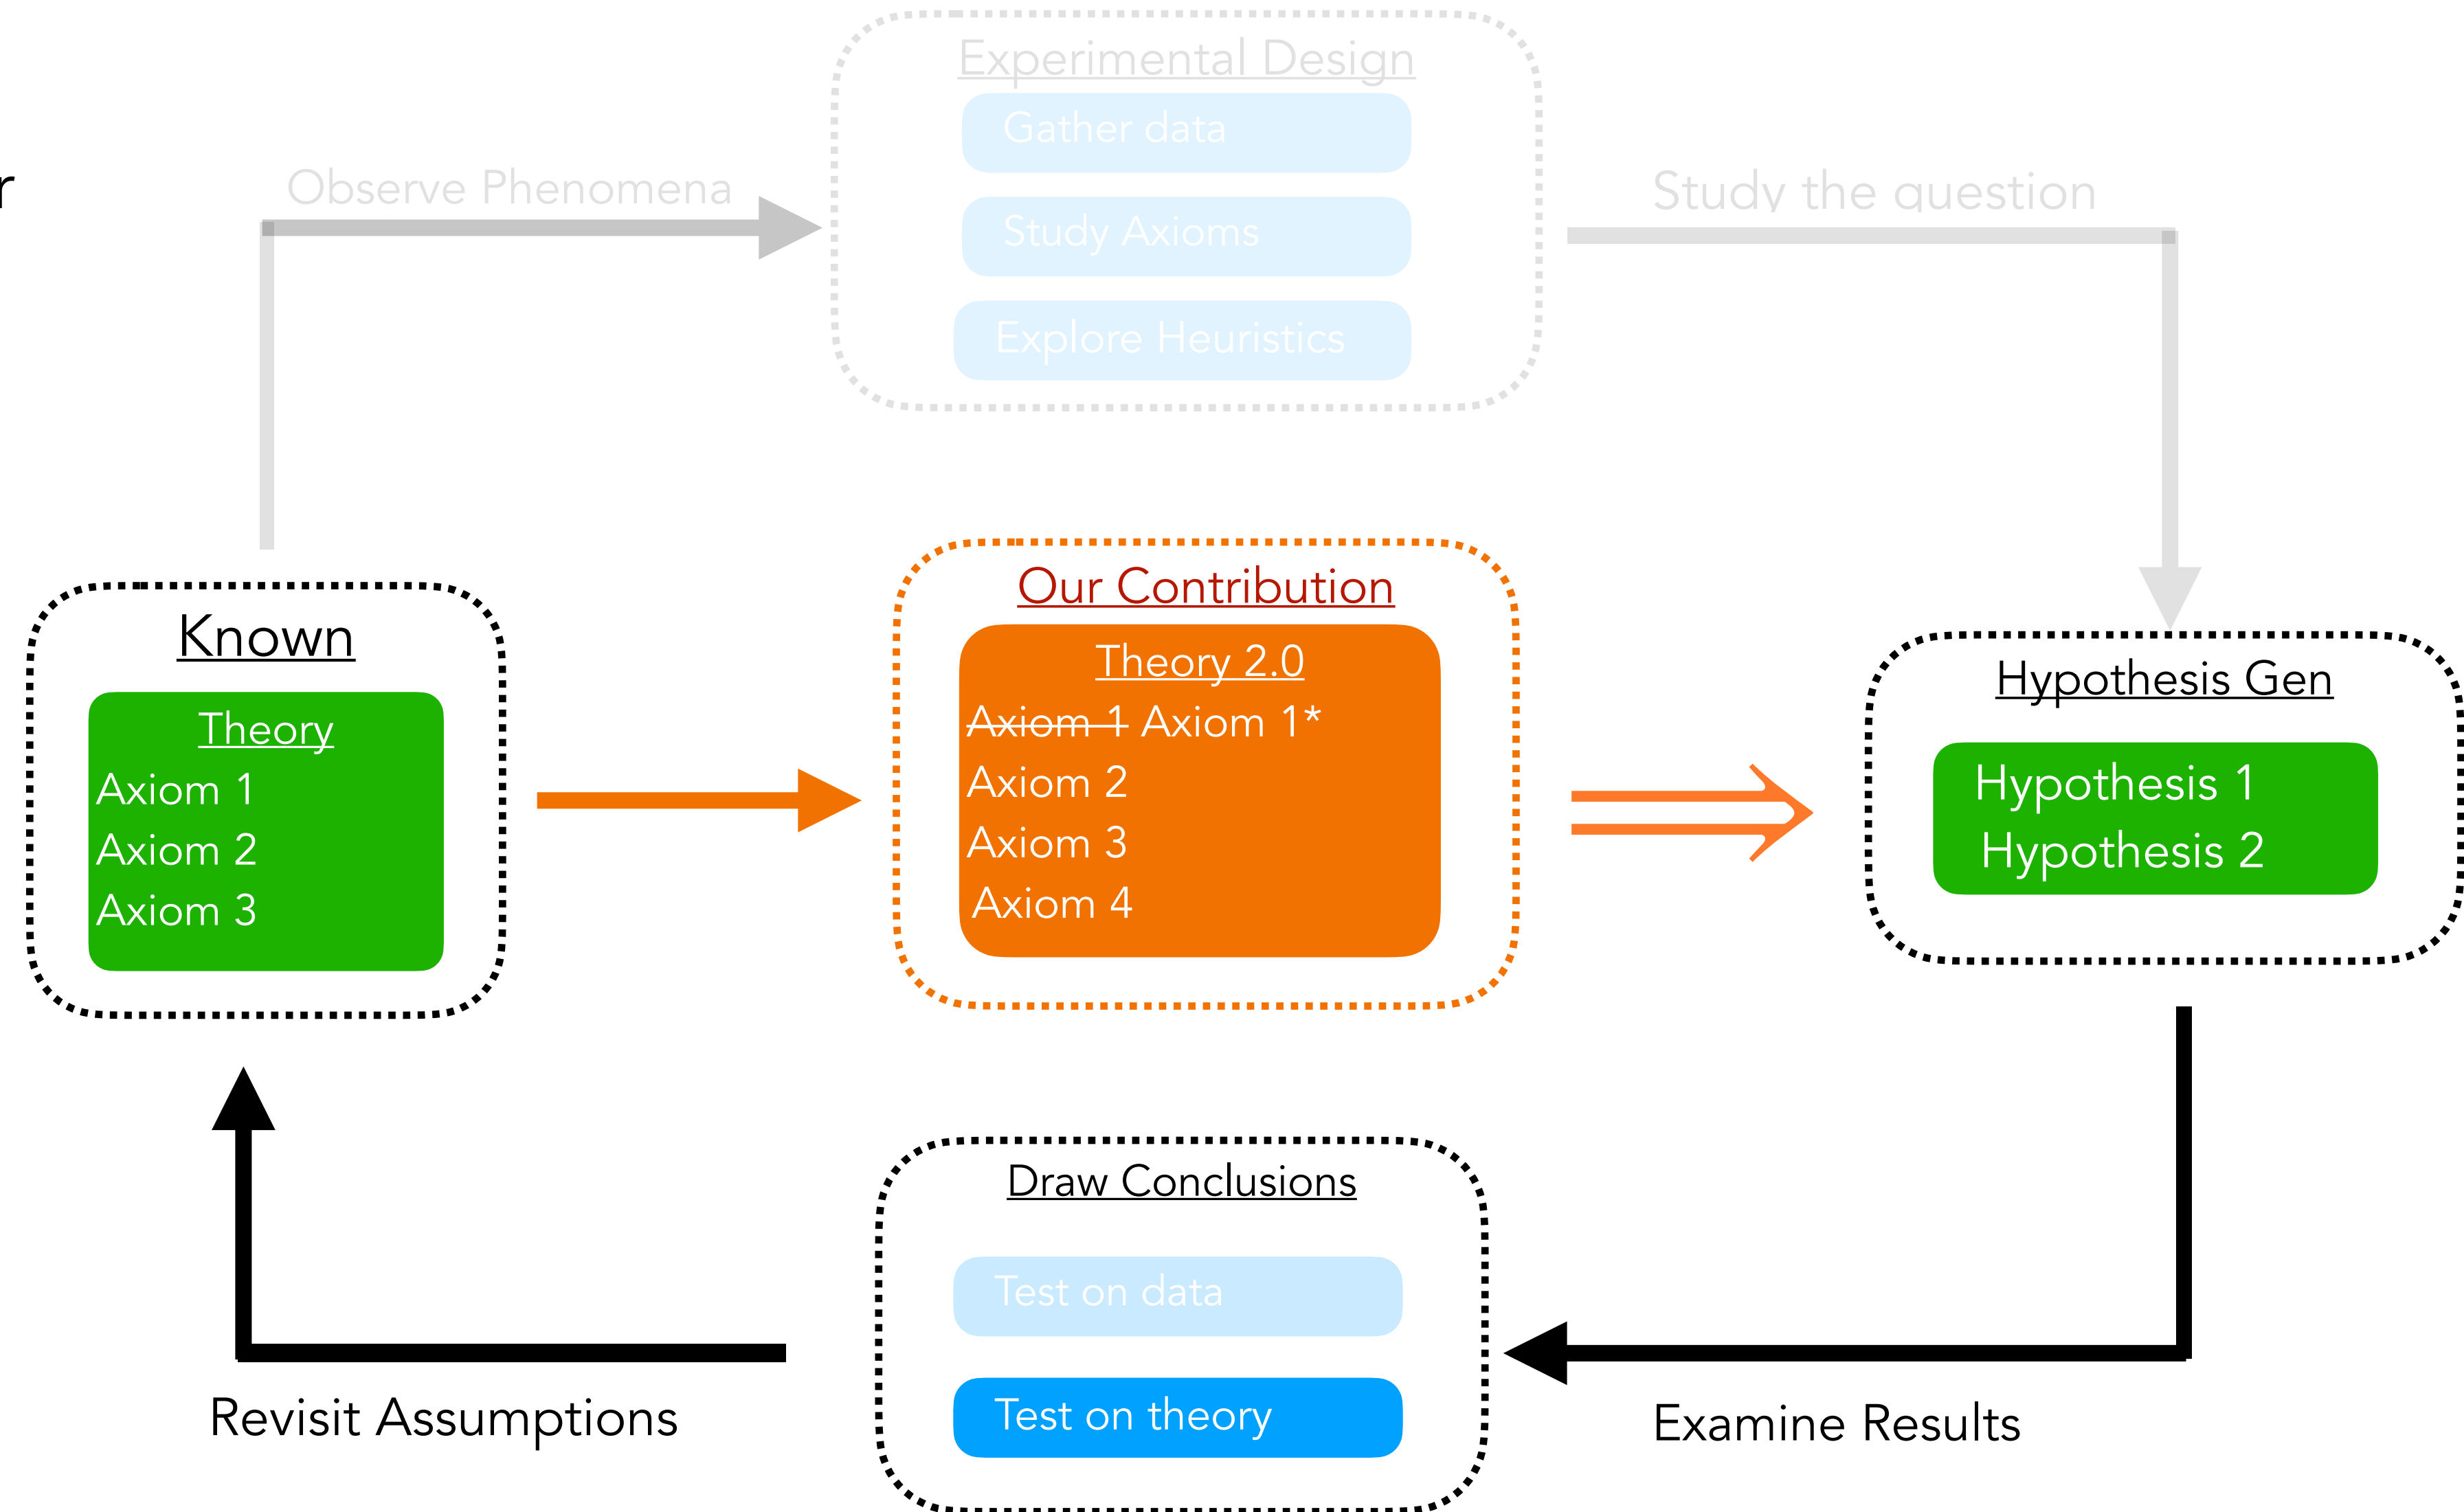 Experimental Design
Gather data
Study Axioms
Explore Heuristics
r
Observe Phenomena
Study the question
Known
Theory
Axiom 1
Axiom 2
Axiom 3
Our Contribution
Theory 2.0
Axiom 1 Axiom 1*
Axiom 2
Axiom 3
Axiom 4
Hypothesis Gen
Hypothesis 1
Hypothesis 2
Draw Conclusions
Test on data
Test on theory
Revisit Assumptions
Examine Results